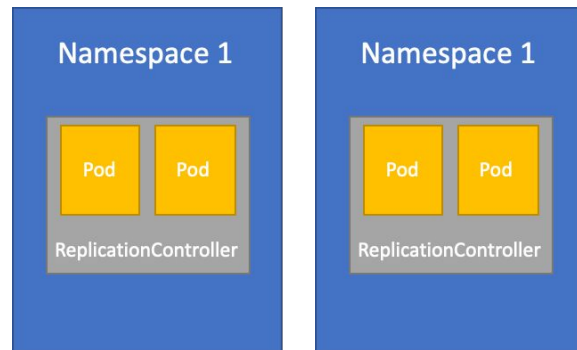 Namespace 1
Pod Pod
ReplicationController
Namespace 1
Pod Pod
ReplicationController